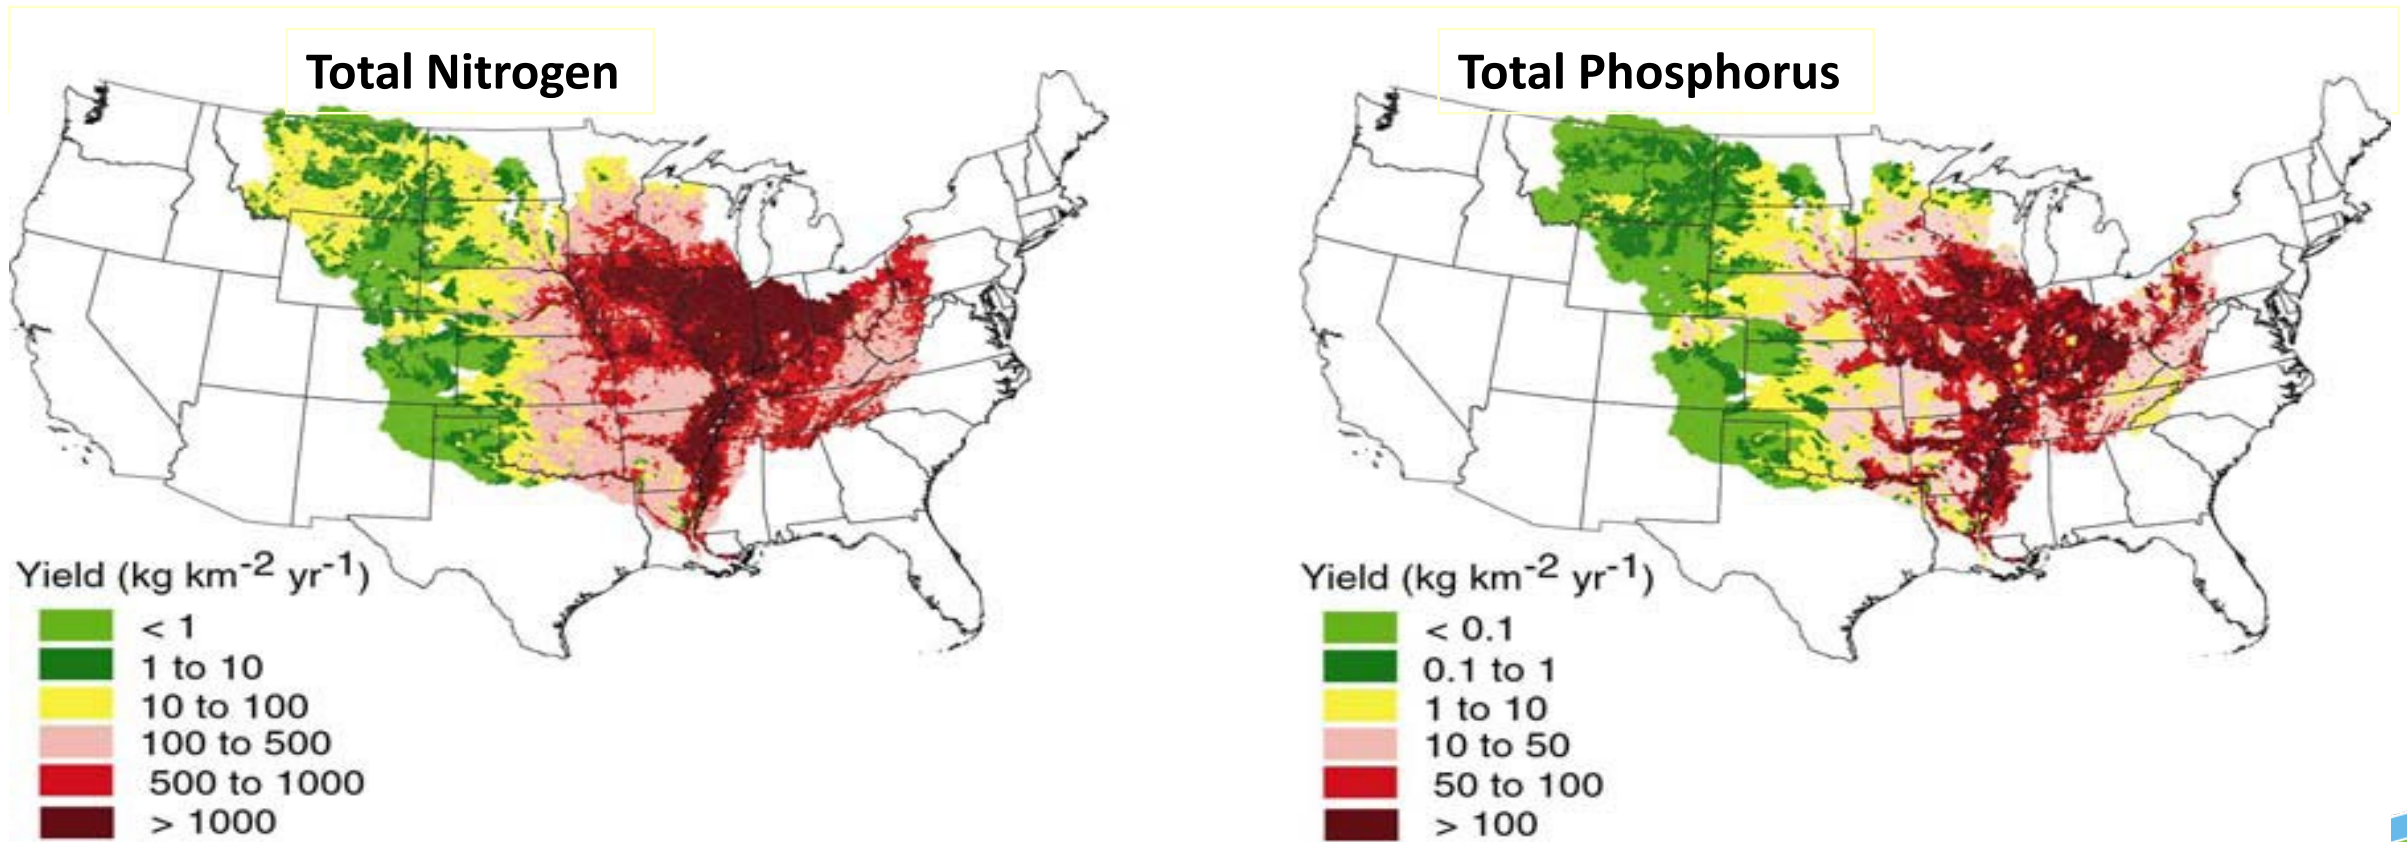 Total Nitrogen
Yield (kg km-2 yr-1)
< 1
1 to 10
10 to 100
100 to 500
500 to 1000
> 1000
Total Phosphorus
Yield (kg km-2 yr-1)
< 0.1
0.1 to 1
1 to 10
10 to 50
50 to 100
> 100